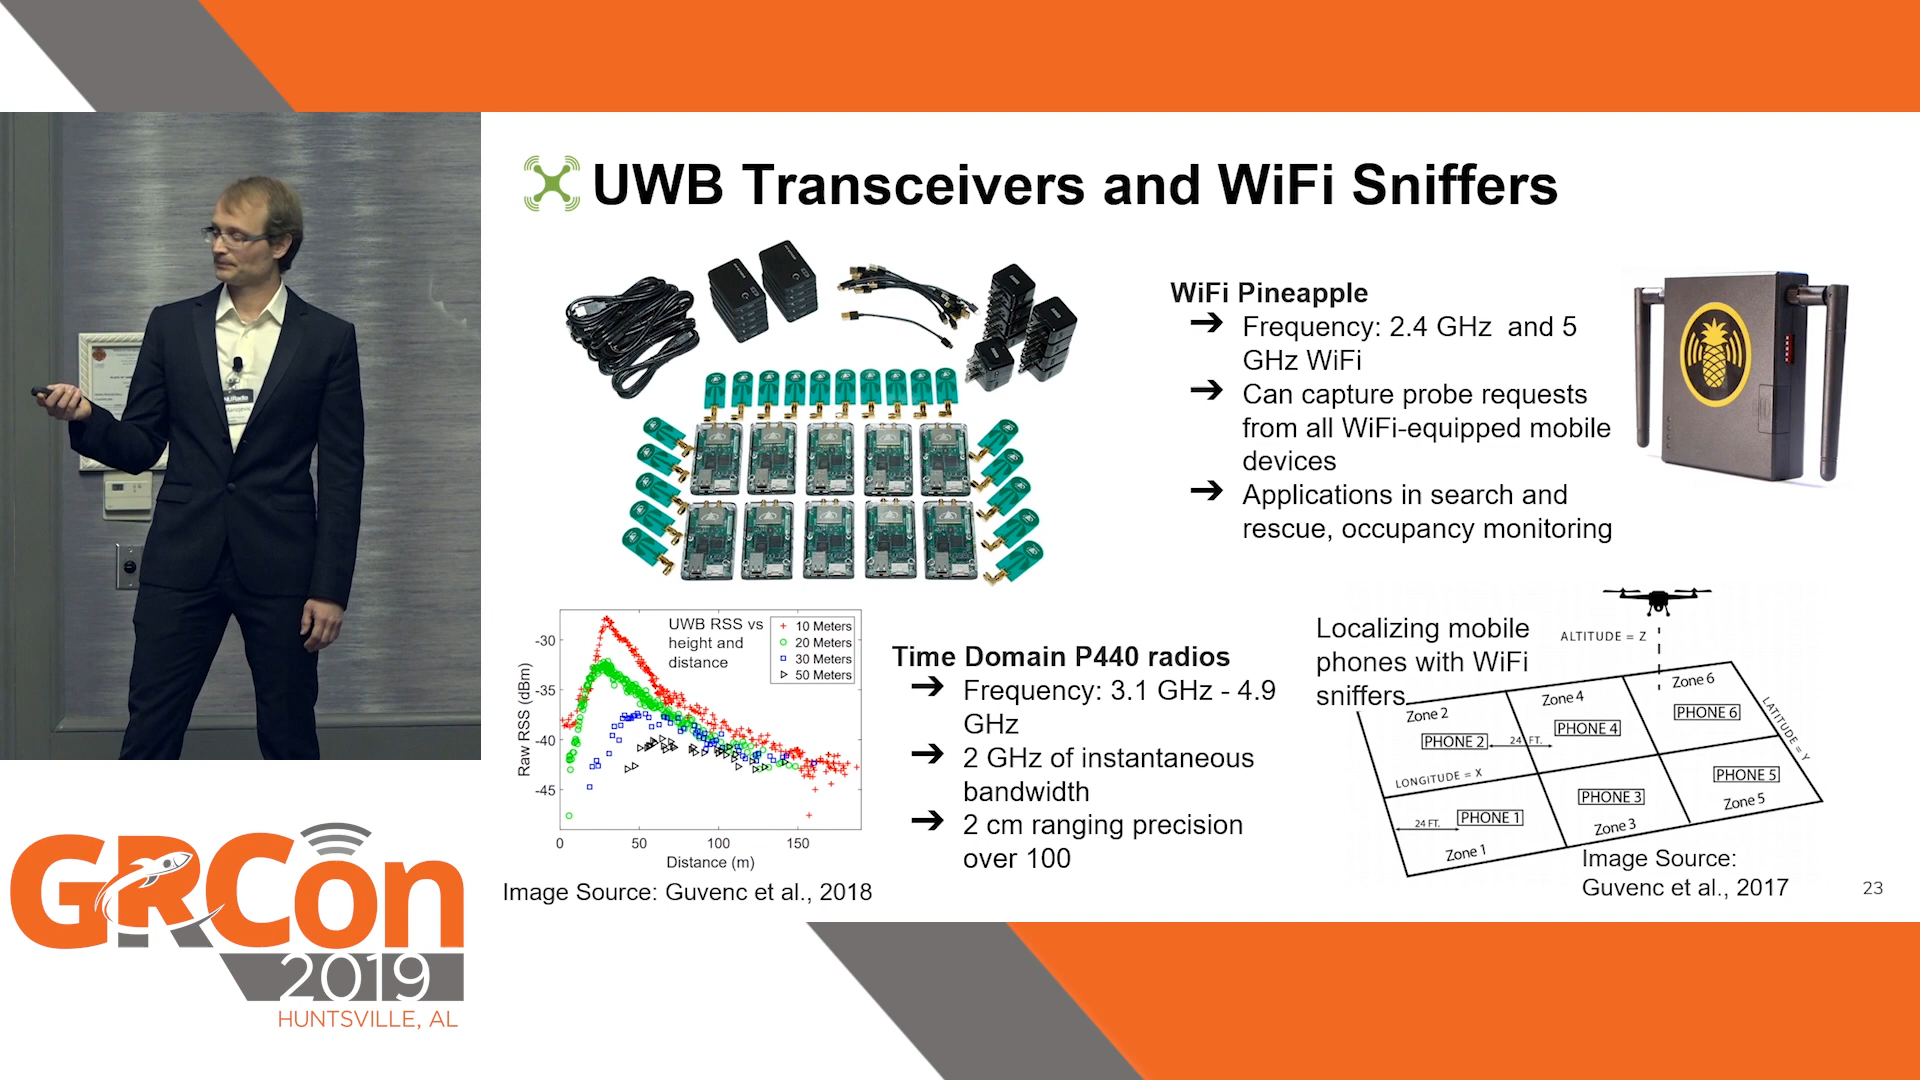 UWB Transceivers and WiFi Sniffers
WiFi Pineapple
➔ Frequency: 2.4 GHz and 5
GHz WiFi
➔ Can capture probe requests
from all WiFi-equipped mobile
devices
➔ Applications in search and
rescue, occupancy monitoring
UWB RSS vs
height and
distance
10 Meters
20 Meters
30 Meters
50 Meters
Raw RSS (dBm)
-30
-35
-40
-45
0
50
100
150
Distance (m)
Image Source: Guvenc et al., 2018
Time Domain P440 radios
➔ Frequency: 3.1 GHz - 4.9
GHz
➔ 2 GHz of instantaneous
bandwidth
➔ 2 cm ranging precision
over 100
Localizing mobile
phones with WiFi
sniffers
ALTITUDE = Z
Zone 2
Zone 4
Zone 6
PHONE 2
PHONE 4
PHONE 6
24 FT.
LATITUDE = Y
LONGITUDE = X
PHONE 1
PHONE 3
PHONE 5
24 FT.
Zone 1
Zone 3
Zone 5
Image Source:
Guvenc et al., 2017
23
GRCon
2019
HUNTSVILLE, AL